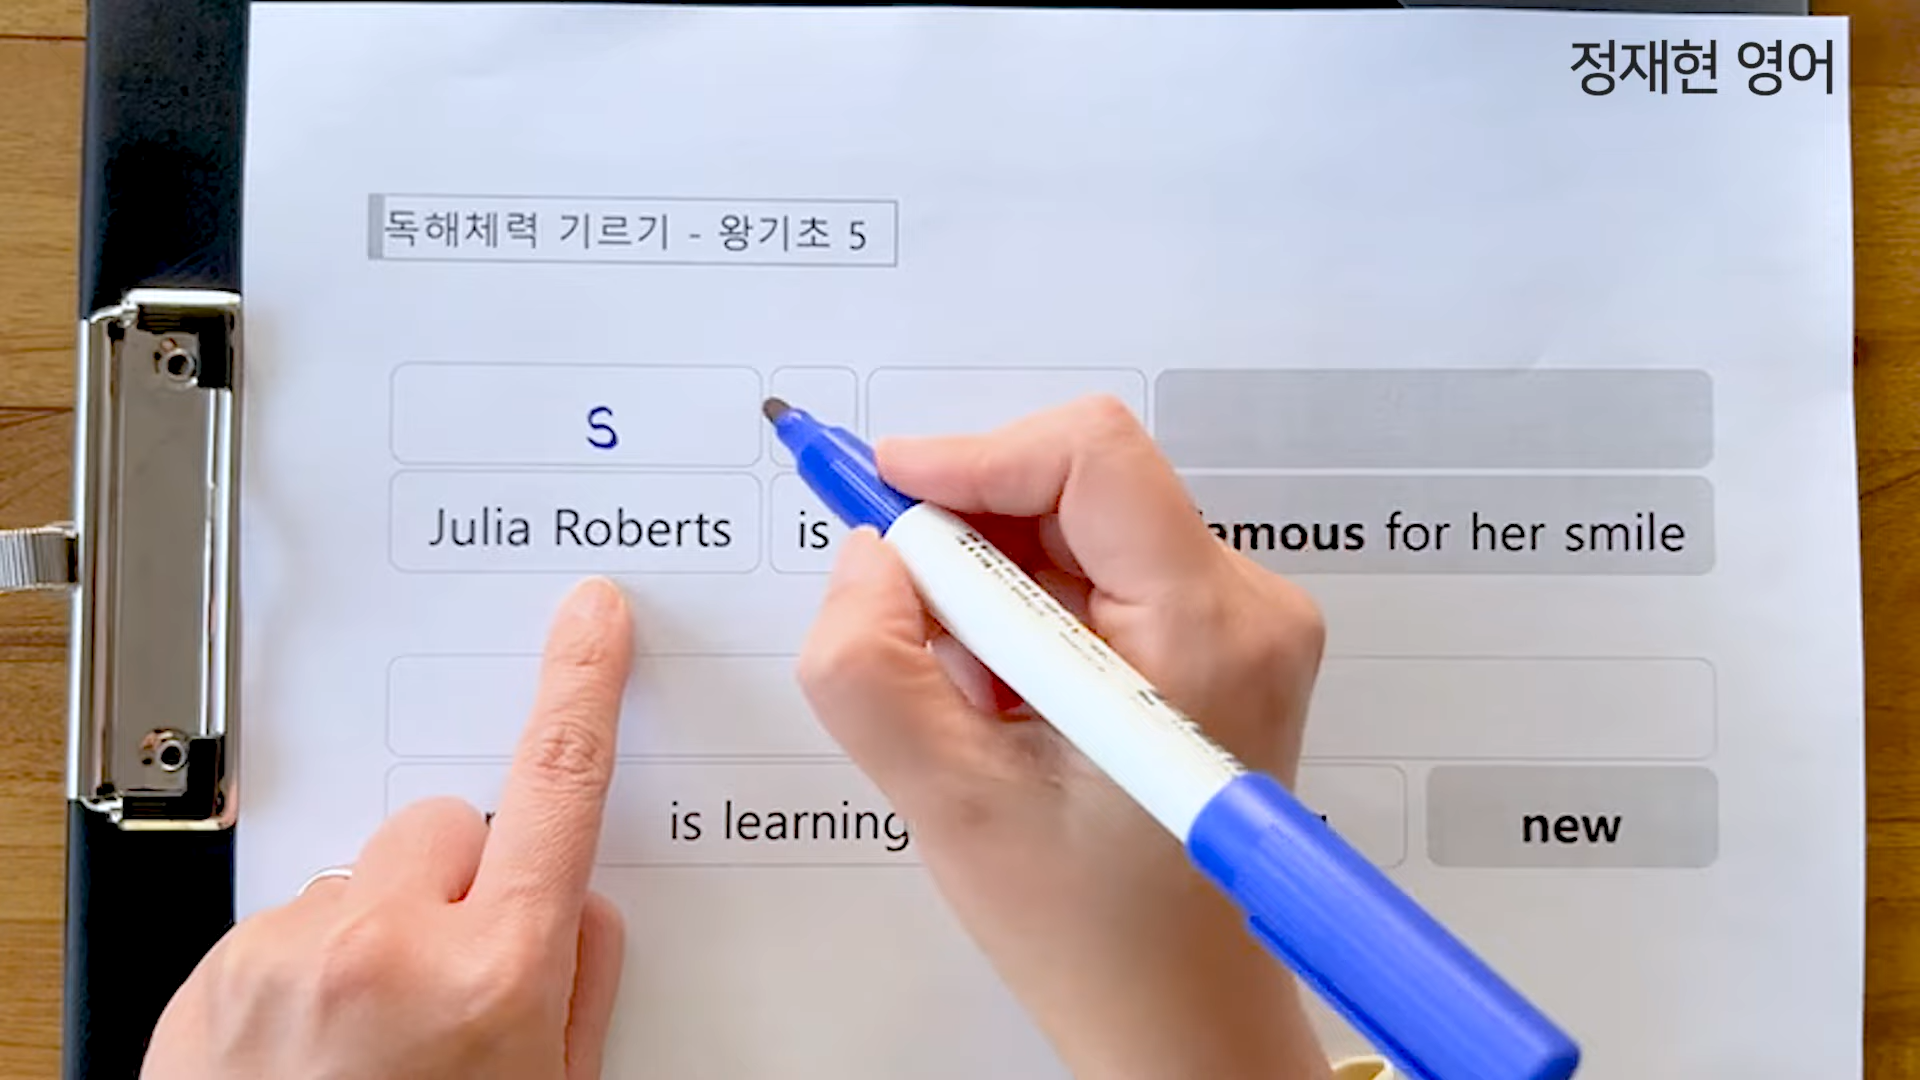 정재현 영어
독해체력 기르기 - 왕기초 5
S
Julia Roberts is for her smile
is learning new